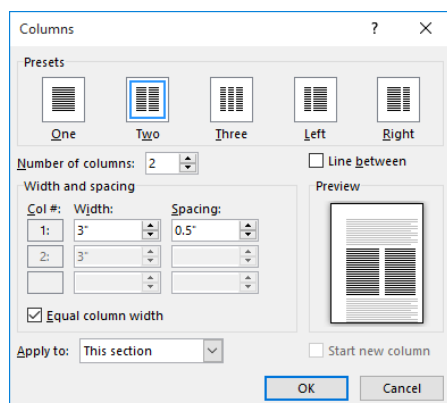 Columns ? X
Presets
One Two Three Left Right
Number of columns: 2 Line between
Width and spacing Preview
Col #: Width: Spacing:
1: 3" 0.5"
2: 3"
Equal column width
Apply to: This section Start new column
OK Cancel